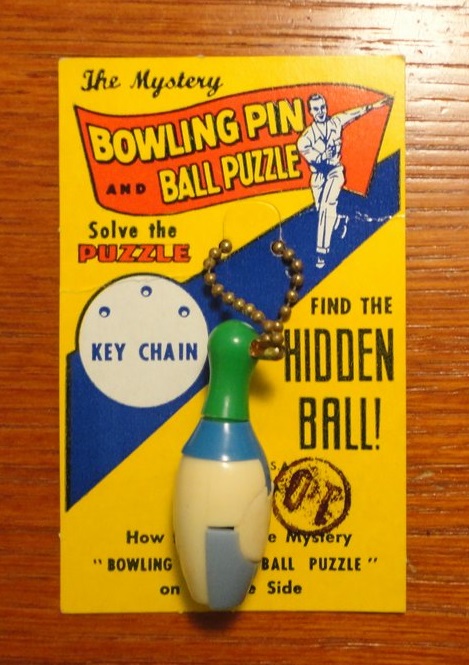 The Mystery
BOWLING PIN
AND BALL PUZZLE
Solve the
PUZZLE
KEY CHAIN
FIND THE
HIDDEN
BALL!
How Mystery
"BOWLING BALL PUZZLE"
on Side